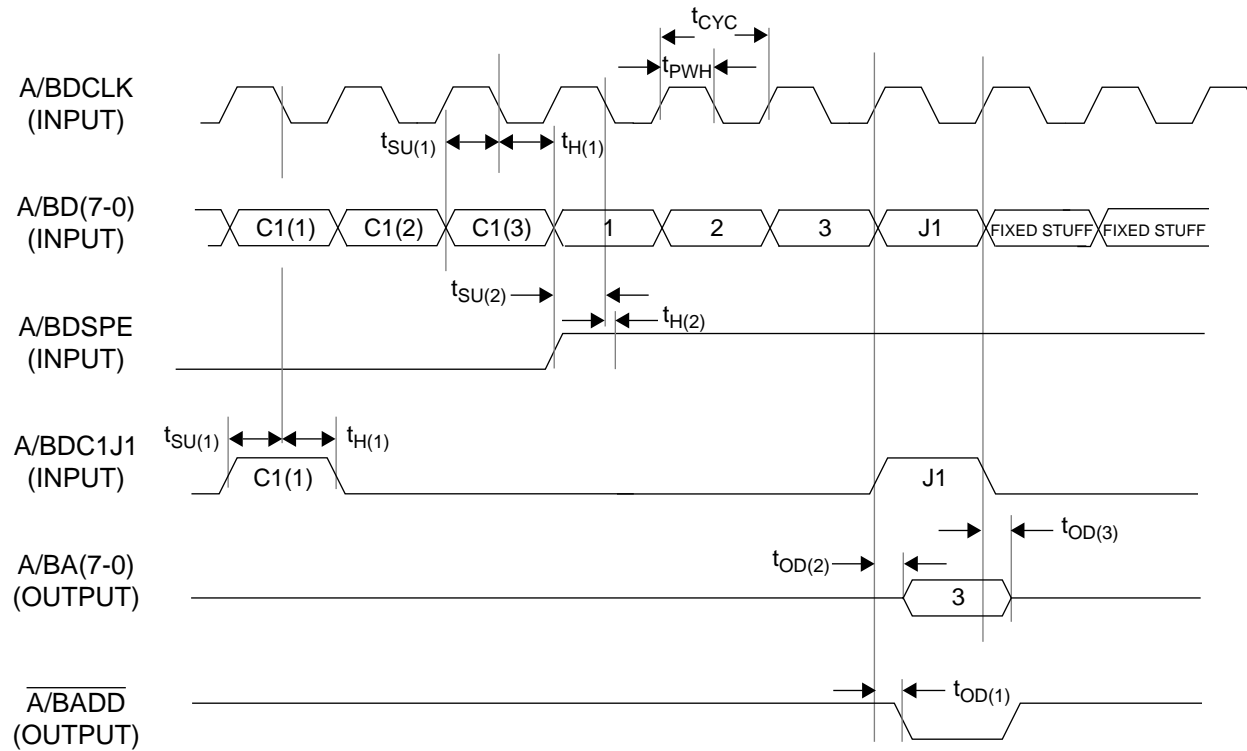 tCYC
A/BDCLK
(INPUT)
tPWH
tSU(1)
tH(1)
A/BD(7-0)
(INPUT)
C1(1)
C1(2)
C1(3)
1
2
3
J1
FIXED STUFF
FIXED STUFF
tSU(2)
A/BDSPE
(INPUT)
tH(2)
A/BDC1J1
(INPUT)
tSU(1)
tH(1)
C1(1)
J1
A/BA(7-0)
(OUTPUT)
tOD(2)
tOD(3)
3
A/BADD
(OUTPUT)
tOD(1)